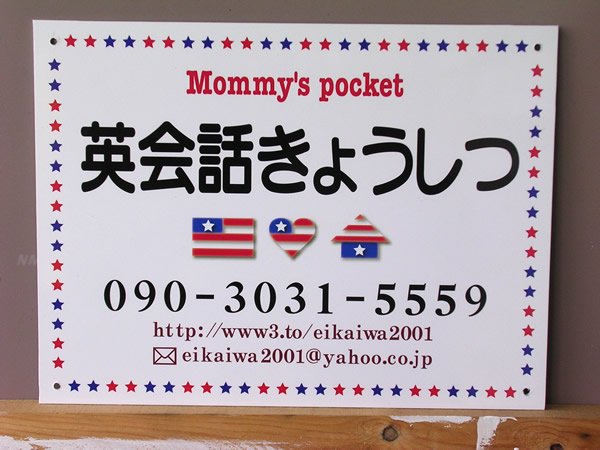 Mommy's pocket
英会話きょうしつ
090-3031-5559
http://www3.to/eikaiwa2001
eikaiwa2001@yahoo.co.jp